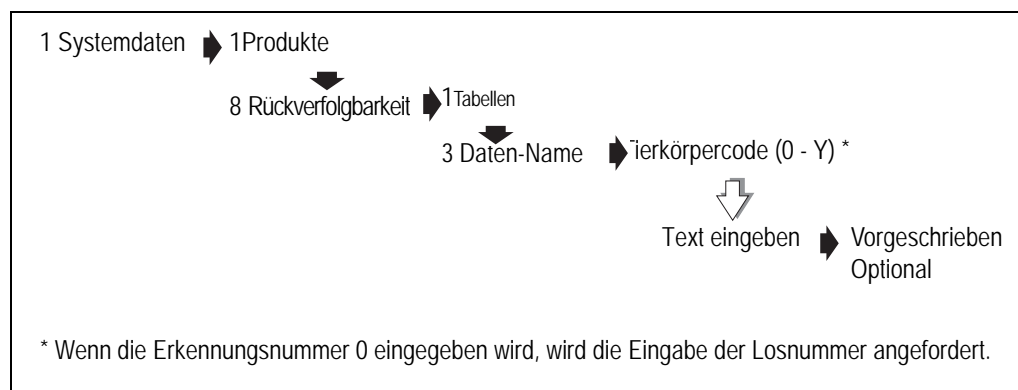 1 Systemdaten 1Produkte
8 Rückverfolgbarkeit 1Tabellen
3 Daten-Name Tierkörpercode (0 - Y) *
Text eingeben Vorgeschrieben
Optional
* Wenn die Erkennungsnummer 0 eingegeben wird, wird die Eingabe der Losnummer angefordert.